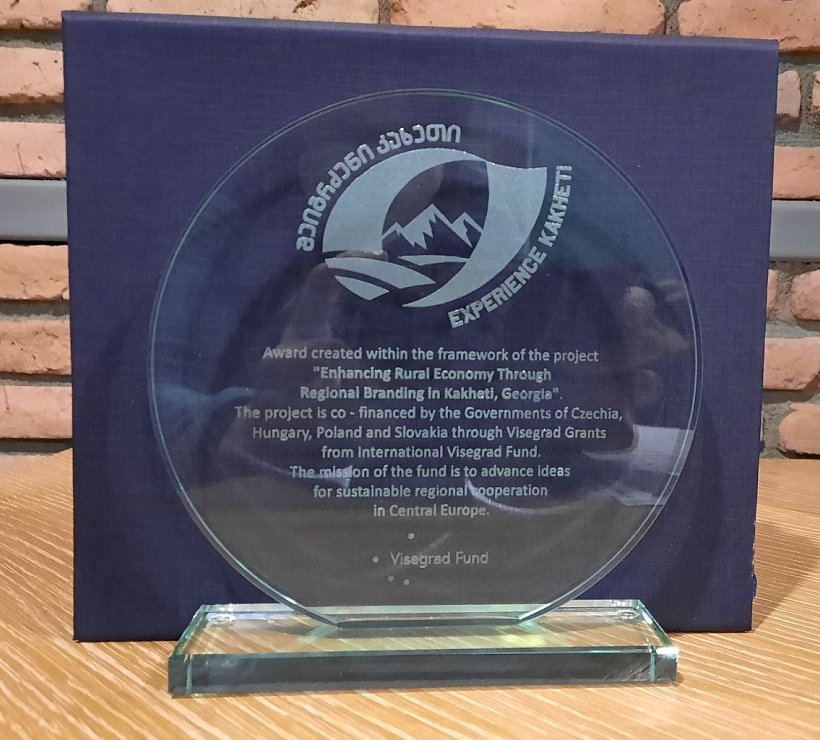 შეიგრძენი კახეთი
EXPERIENCE KAKHETI
Award created within the framework of the project
"Enhancing Rural Economy Through
Regional Branding in Kakheti, Georgia".
The project is co - financed by the Governments of Czechia,
Hungary, Poland and Slovakia through Visegrad Grants
from International Visegrad Fund.
The mission of the fund is to advance ideas
for sustainable regional cooperation
in Central Europe.
Visegrad Fund